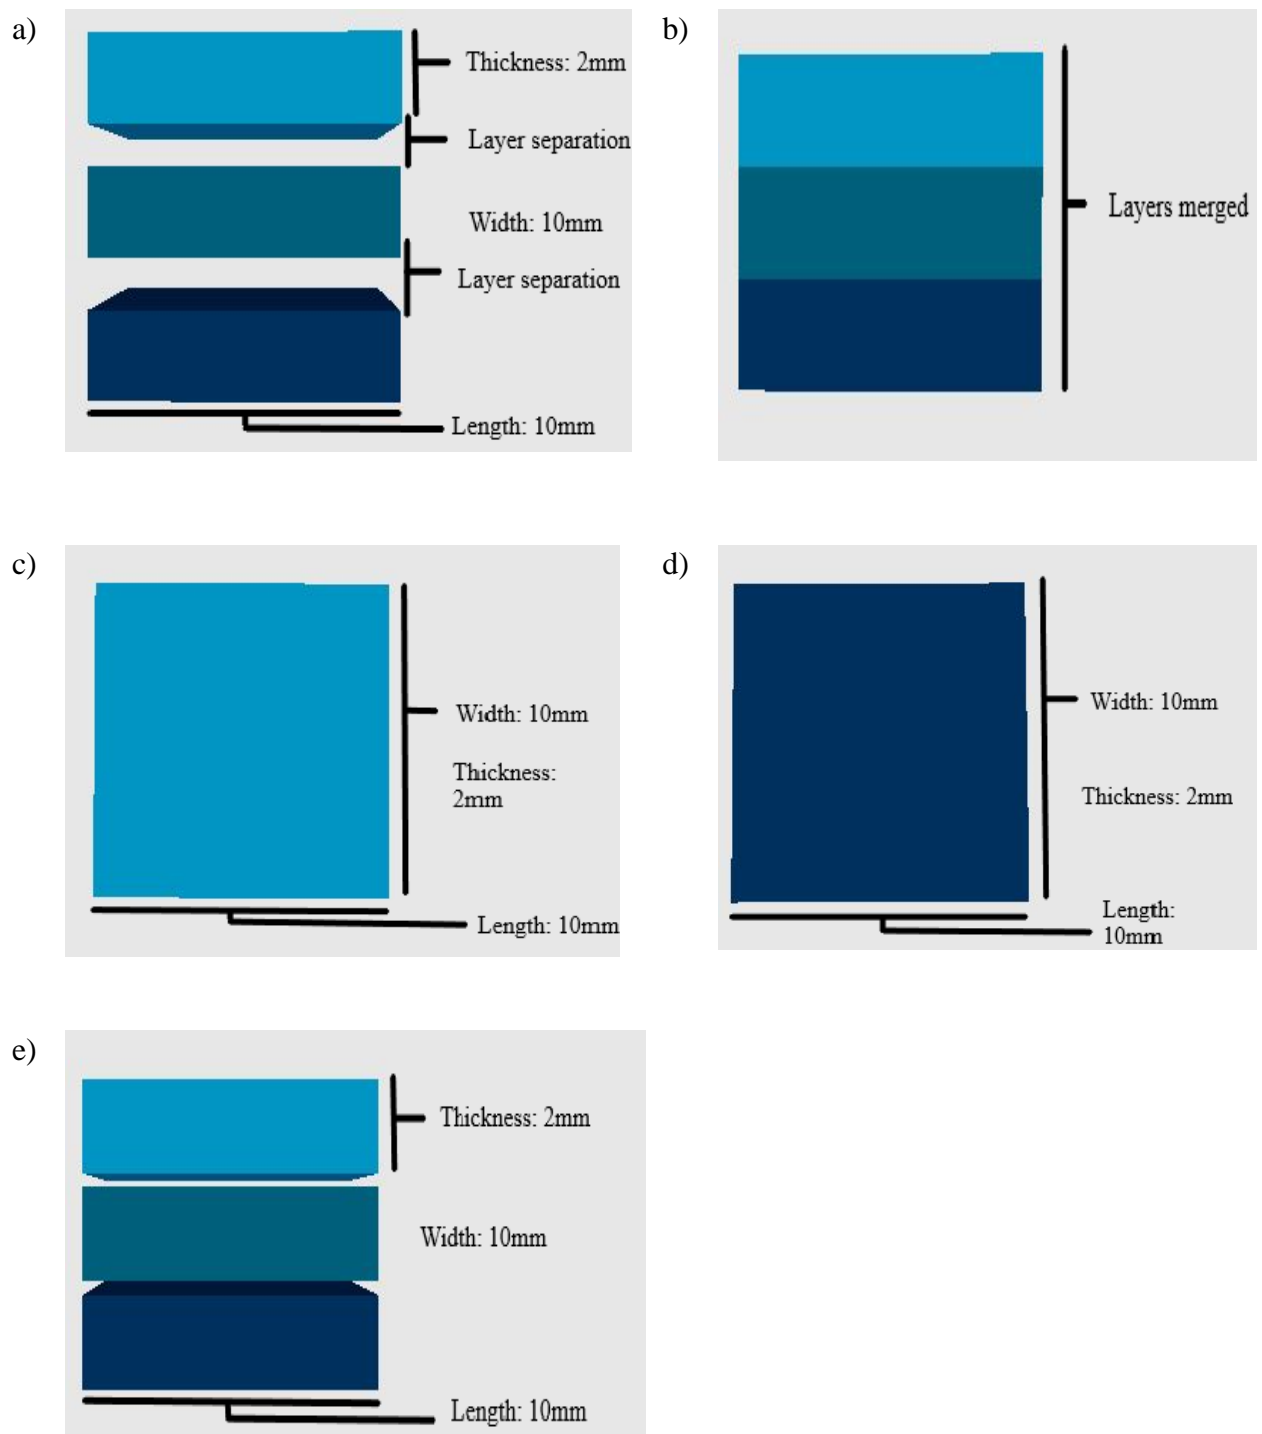 a)
Thickness: 2mm
Layer separation
Width: 10mm
Layer separation
Length: 10mm
b)
Layers merged
c)
Width: 10mm
Thickness:
2mm
Length: 10mm
d)
Width: 10mm
Thickness: 2mm
Length:
10mm
e)
Thickness: 2mm
Width: 10mm
Length: 10mm